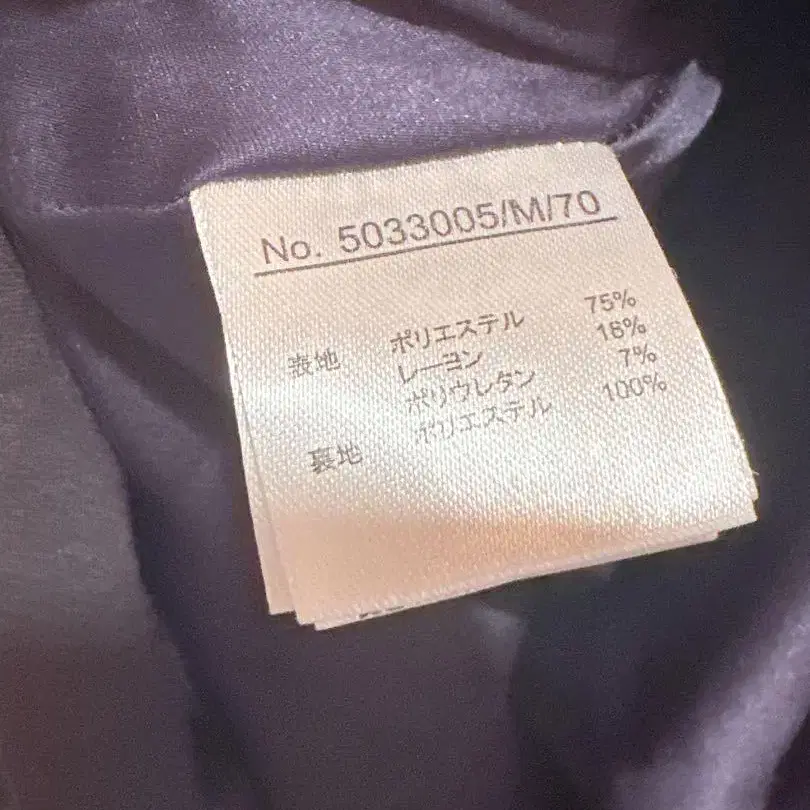 No. 5033005/M/70
表地 ポリエステル 75%
レーヨン 18%
ポリウレタン 7%
裏地 ポリエステル 100%